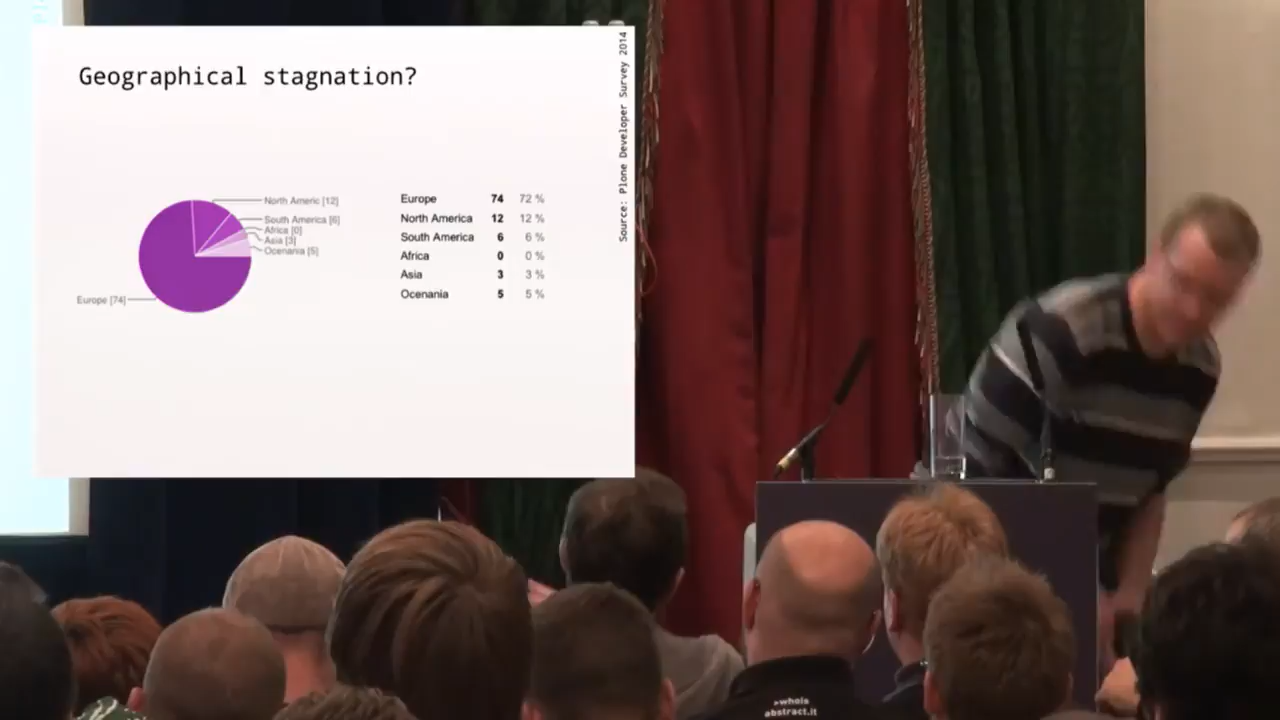 Geographical stagnation?
Source: Plone Developer Survey 2014
North Americ [12]
South America [6]
Africa [0]
Asia [3]
Ocenania [5]
Europe [74]
Europe 74 72 %
North America 12 12 %
South America 6 6 %
Africa 0 0 %
Asia 3 3 %
Ocenania 5 5 %
>whois
abstract.it